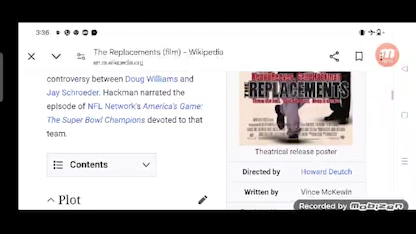 3:36
The Replacements (film) – Wikipedia
en.m.wikipedia.org
controversy between Doug Williams and
Jay Schroeder. Hackman narrated the
episode of NFL Network's America's Game:
The Super Bowl Champions devoted to that
team.
Contents
Plot
THE REPLACEMENTS
Theatrical release poster
Directed by Howard Deutch
Written by Vince McKewin
Recorded by Mobizen